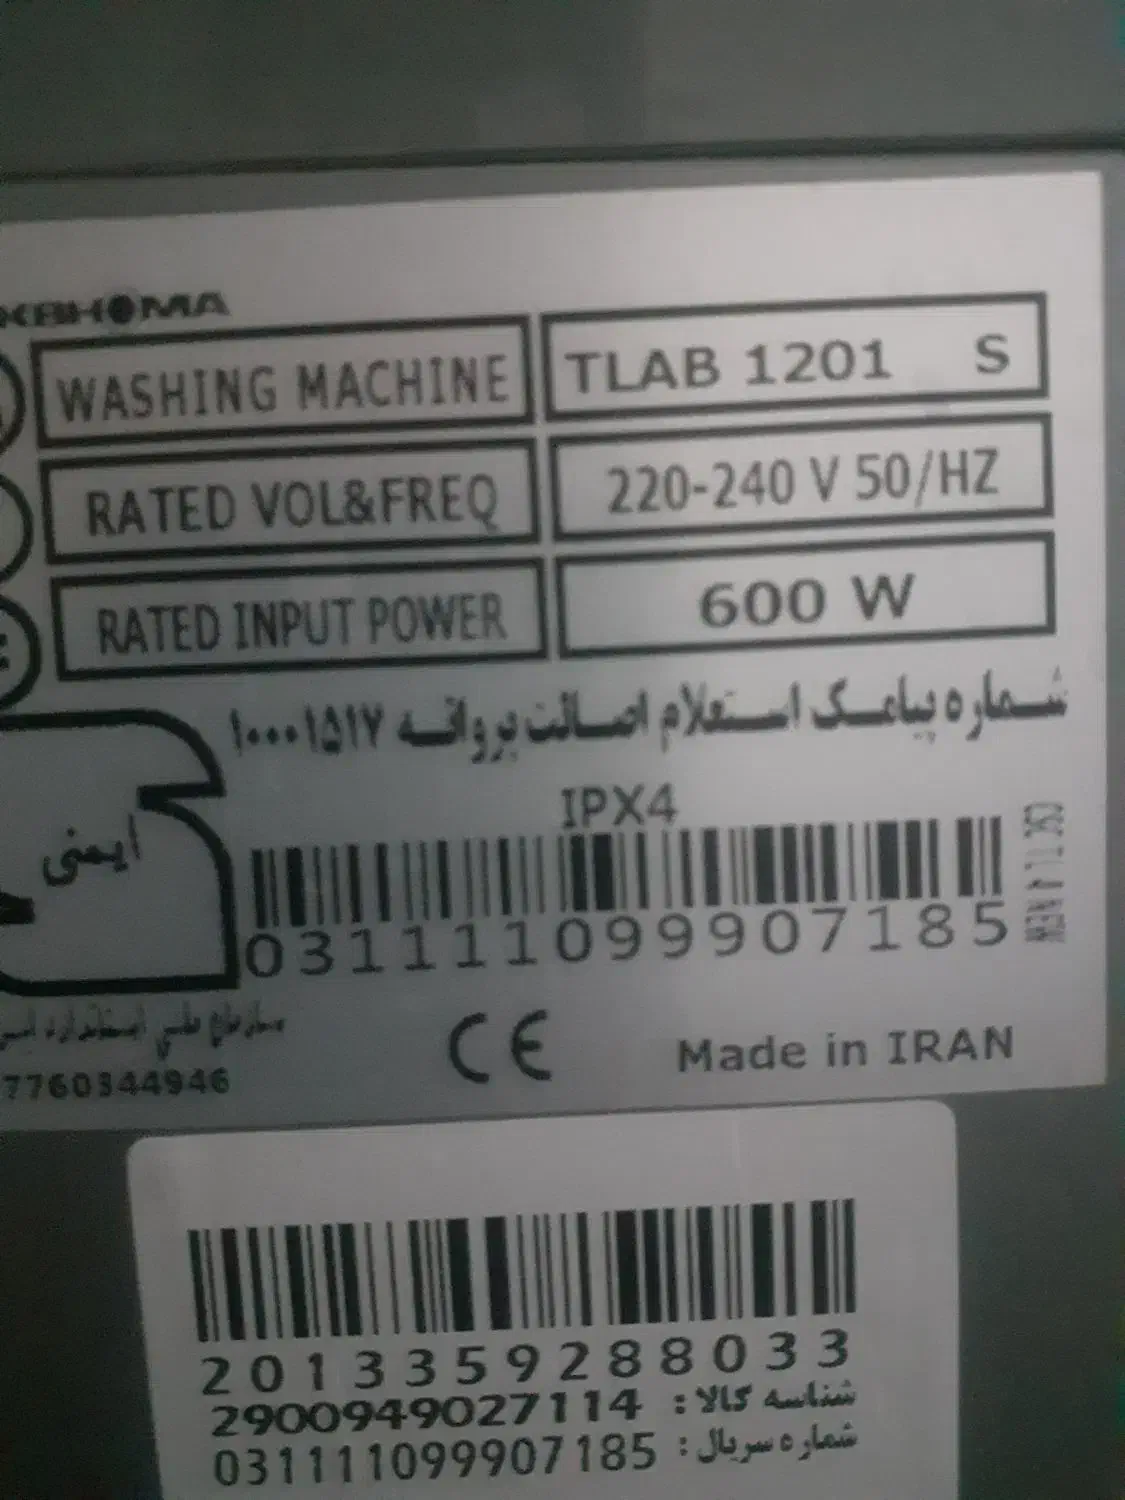 WASHING MACHINE TLAB 1201 S
RATED VOL&FREQ 220-240 V 50/HZ
RATED INPUT POWER 600 W
شماره پیامک استعلام اصالت پروانه ۱۰۰۰۱۵۱۷
IPX4
ایمنی
031111099907185
CE
Made in IRAN
7760344946
2013359288033
شناسه کالا: 2900949027114
شماره سریال: 031111099907185